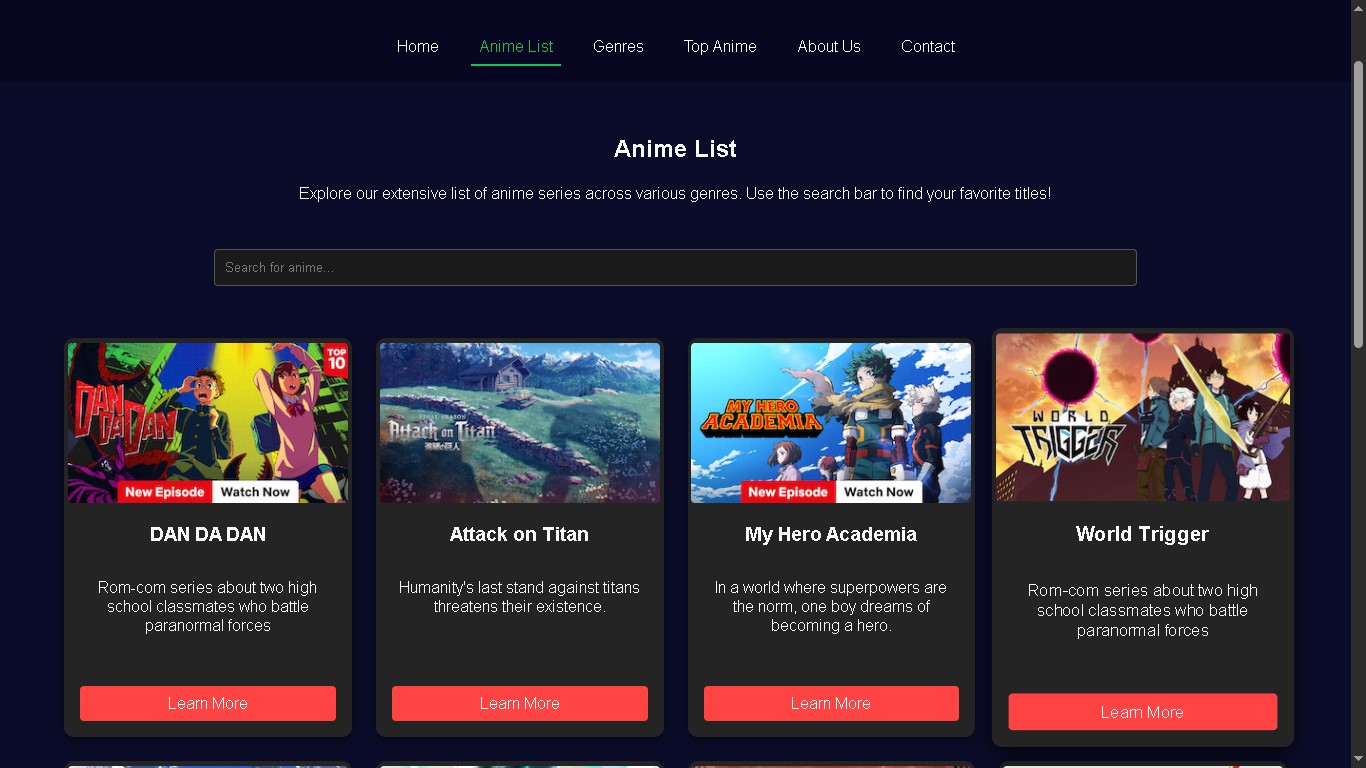 Home Anime List Genres Top Anime About Us Contact
Anime List
Explore our extensive list of anime series across various genres. Use the search bar to find your favorite titles!
Search for anime...
TOP
10
DAN
DA
DAN
New Episode Watch Now
DAN DA DAN
Rom-com series about two high
school classmates who battle
paranormal forces
Learn More
FINAL SEASON
Attack on Titan
進撃の巨人
Attack on Titan
Humanity's last stand against titans
threatens their existence.
Learn More
MY HERO
ACADEMIA
New Episode Watch Now
My Hero Academia
In a world where superpowers are
the norm, one boy dreams of
becoming a hero.
Learn More
WORLD
TRIGGER
World Trigger
Rom-com series about two high
school classmates who battle
paranormal forces
Learn More